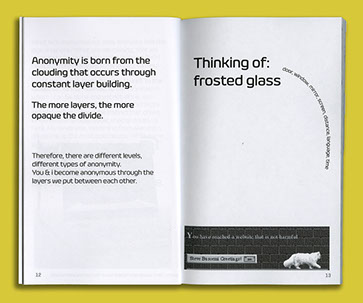 Anonymity is born from the
clouding that occurs through
constant layer building.
The more layers, the more
opaque the divide.
Therefore, there are different levels,
different types of anonymity.
You & i become anonymous through the
layers we put between each other.
12
Thinking of:
frosted glass
door, window, mirror, screen, distance, language, time
You have reached a website that is not harmful
Show Banana Greetings!
13